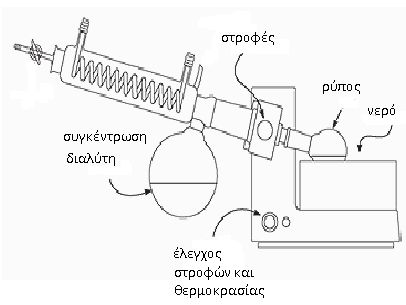 στροφές
ρύπος
νερό
συγκέντρωση
διαλύτη
έλεγχος
στροφών και
θερμοκρασίας